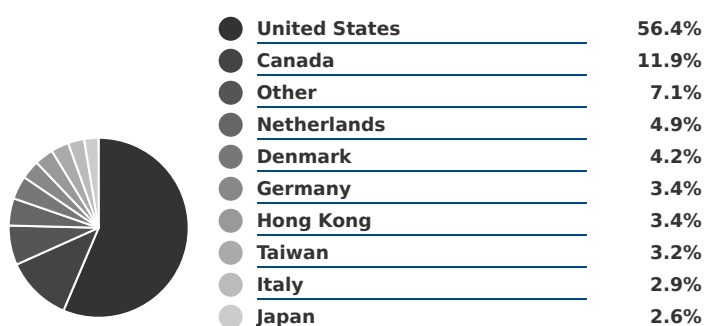 United States 56.4%
Canada 11.9%
Other 7.1%
Netherlands 4.9%
Denmark 4.2%
Germany 3.4%
Hong Kong 3.4%
Taiwan 3.2%
Italy 2.9%
Japan 2.6%